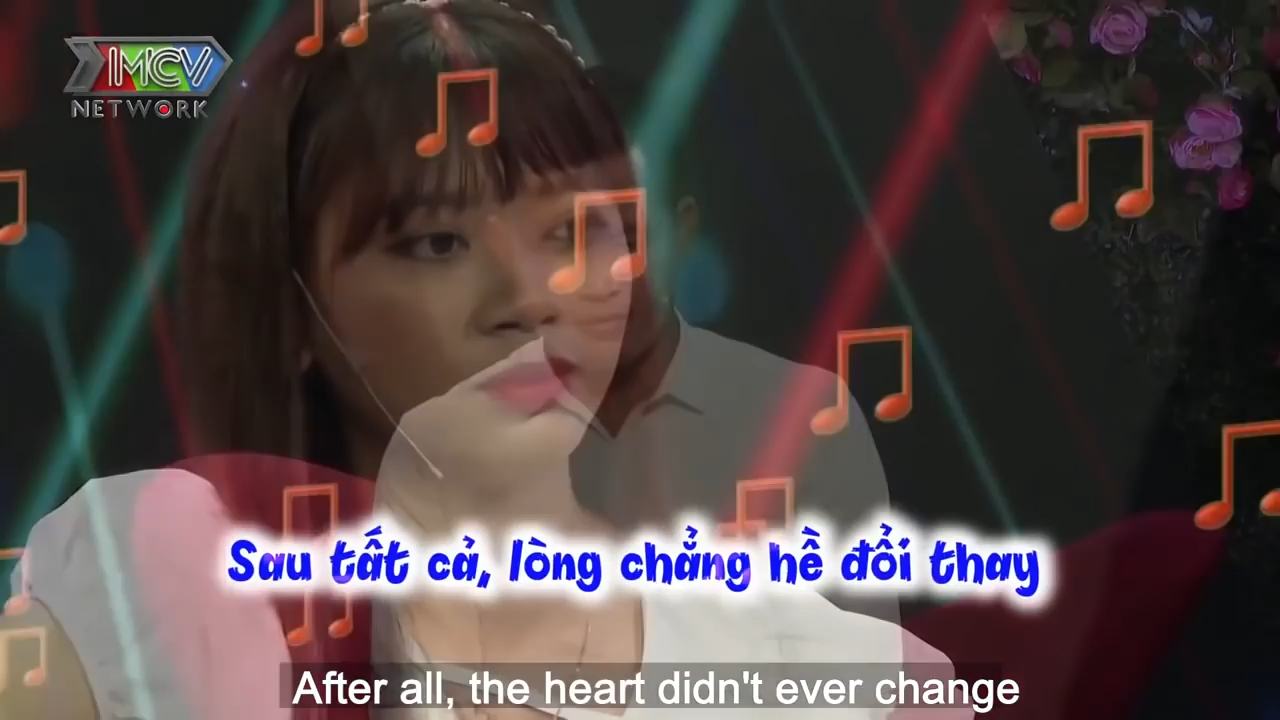 MCV
NETWORK
Sau tất cả, lòng chẳng hề đổi thay
After all, the heart didn't ever change